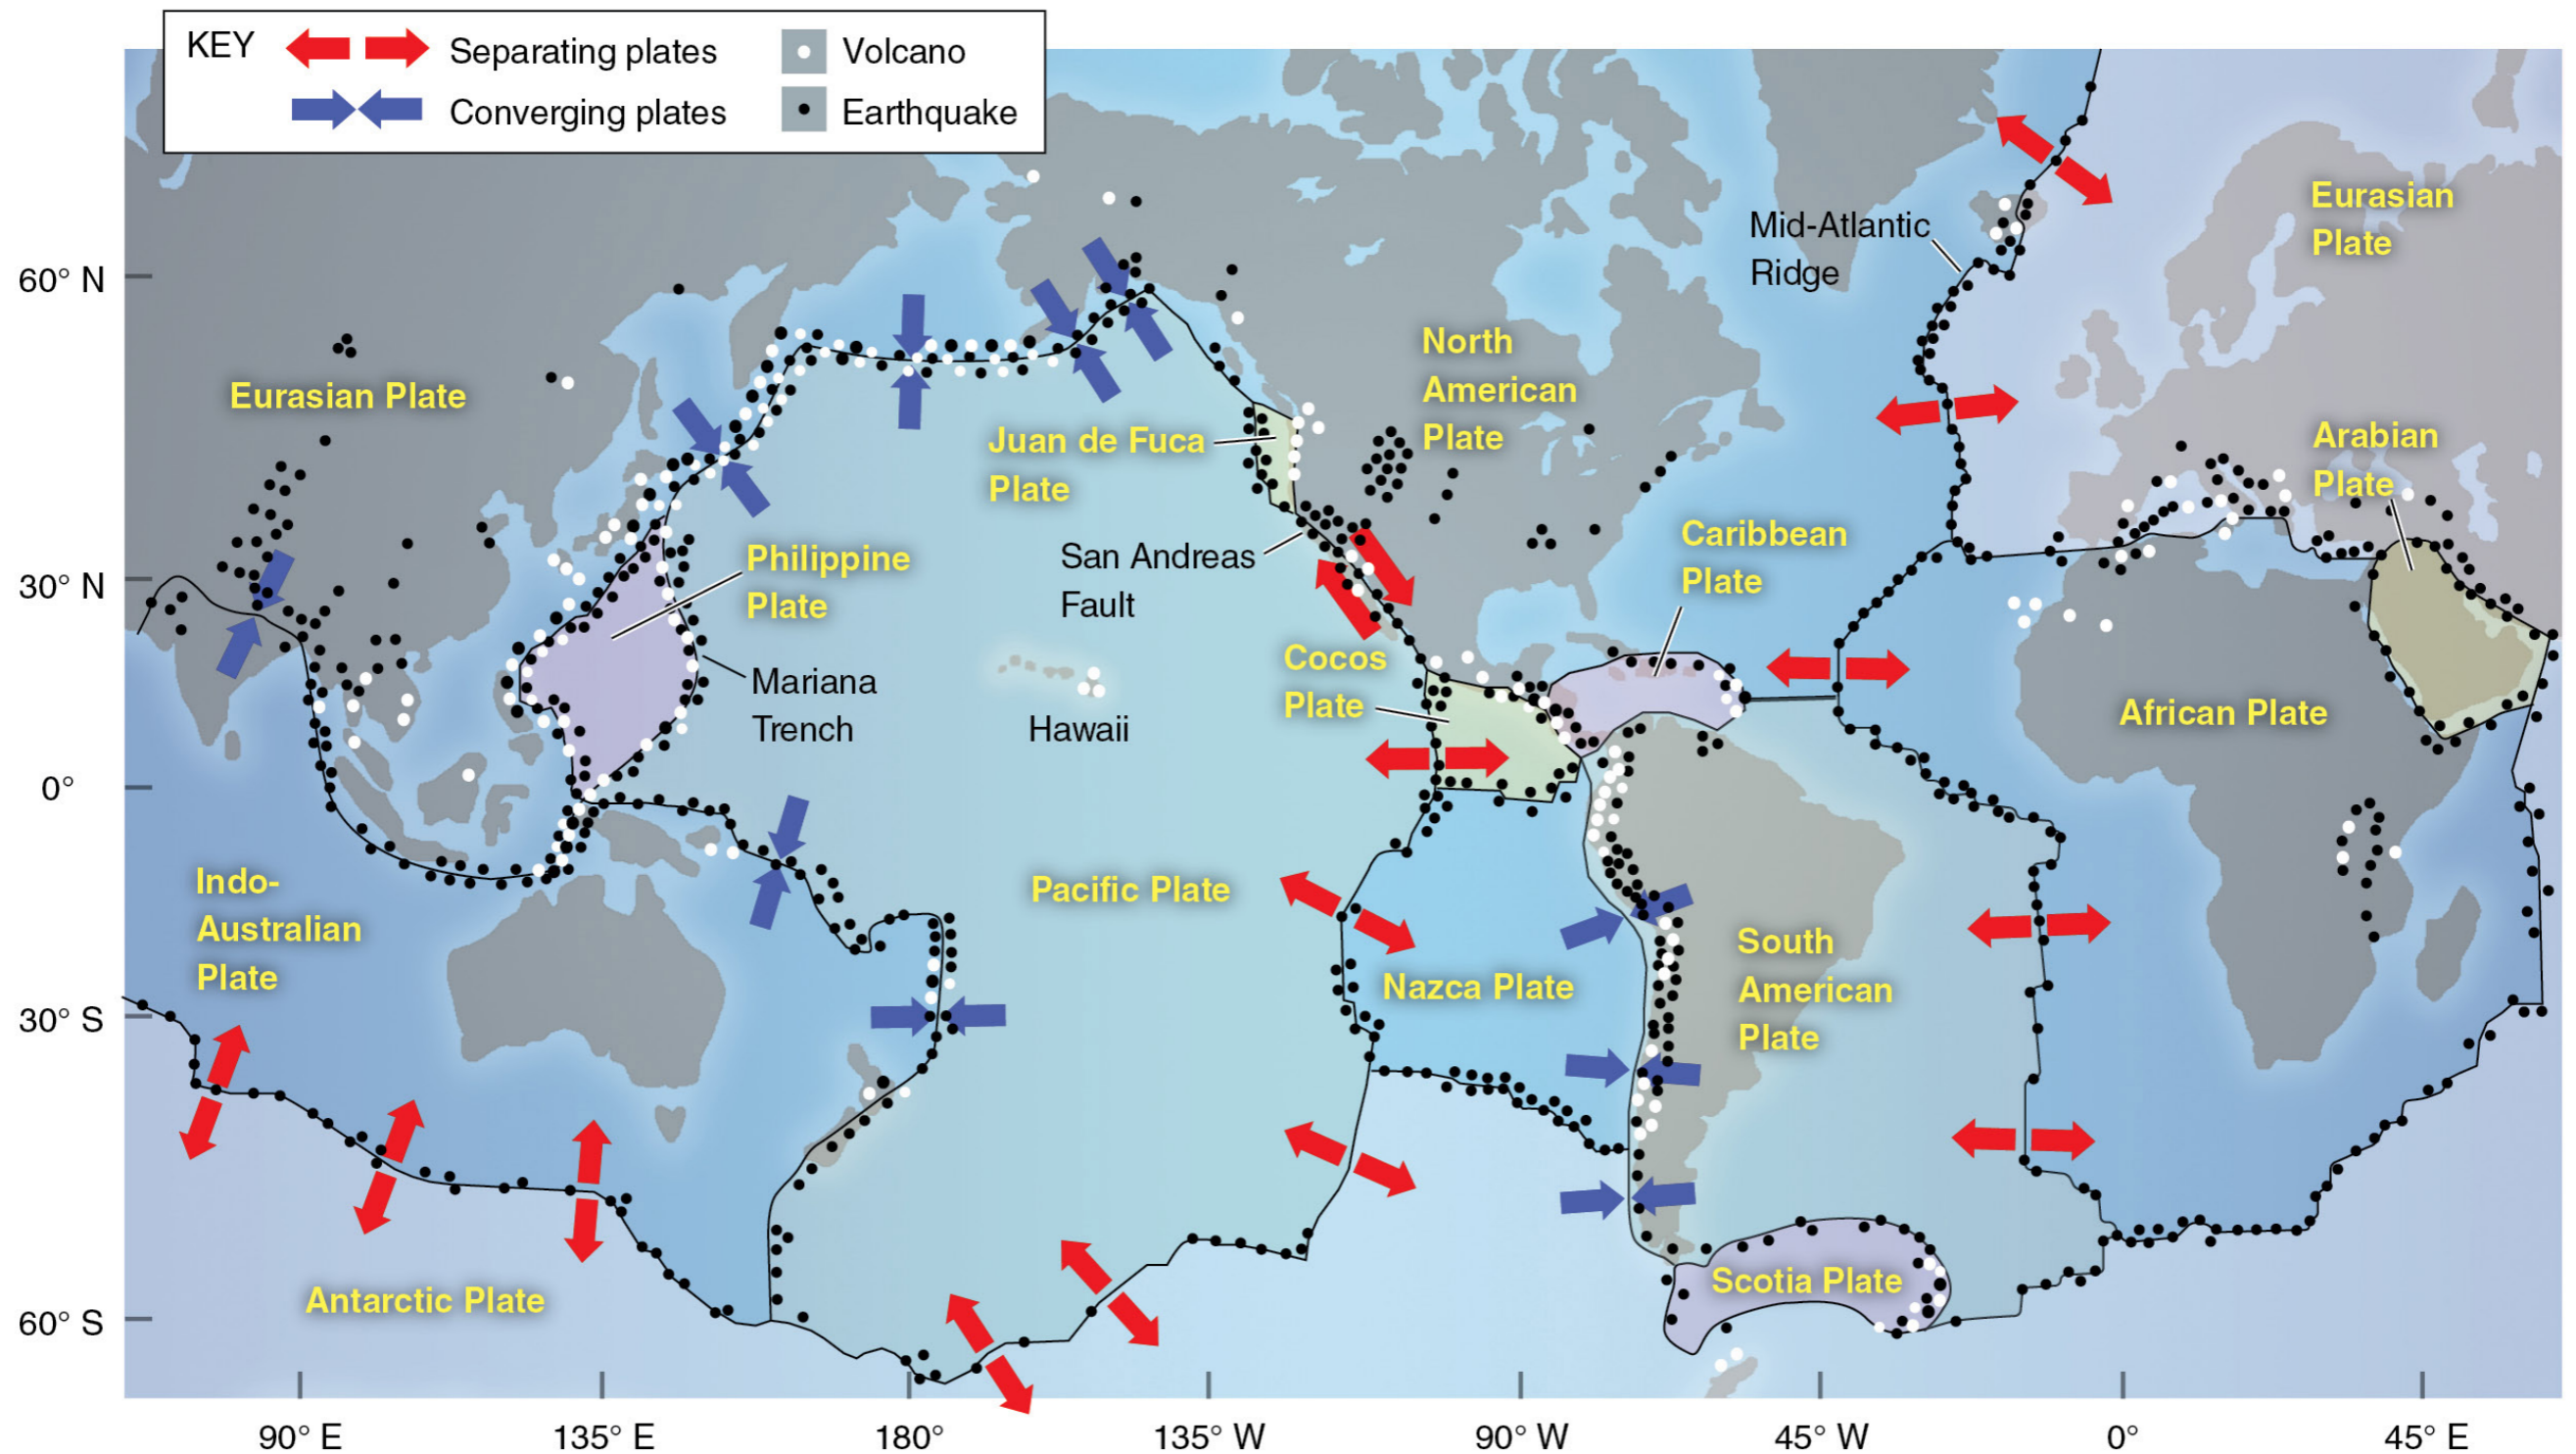 KEY
Separating plates
Volcano
Converging plates
Earthquake
60° N
30° N
0°
30° S
60° S
Eurasian Plate
Juan de Fuca
Plate
North
American
Plate
Mid-Atlantic
Ridge
Eurasian
Plate
Arabian
Plate
Philippine
Plate
San Andreas
Fault
Caribbean
Plate
Mariana
Trench
Hawaii
Cocos
Plate
African Plate
Indo-
Australian
Plate
Pacific Plate
Nazca Plate
South
American
Plate
Antarctic Plate
Scotia Plate
90° E
135° E
180°
135° W
90° W
45° W
0°
45° E